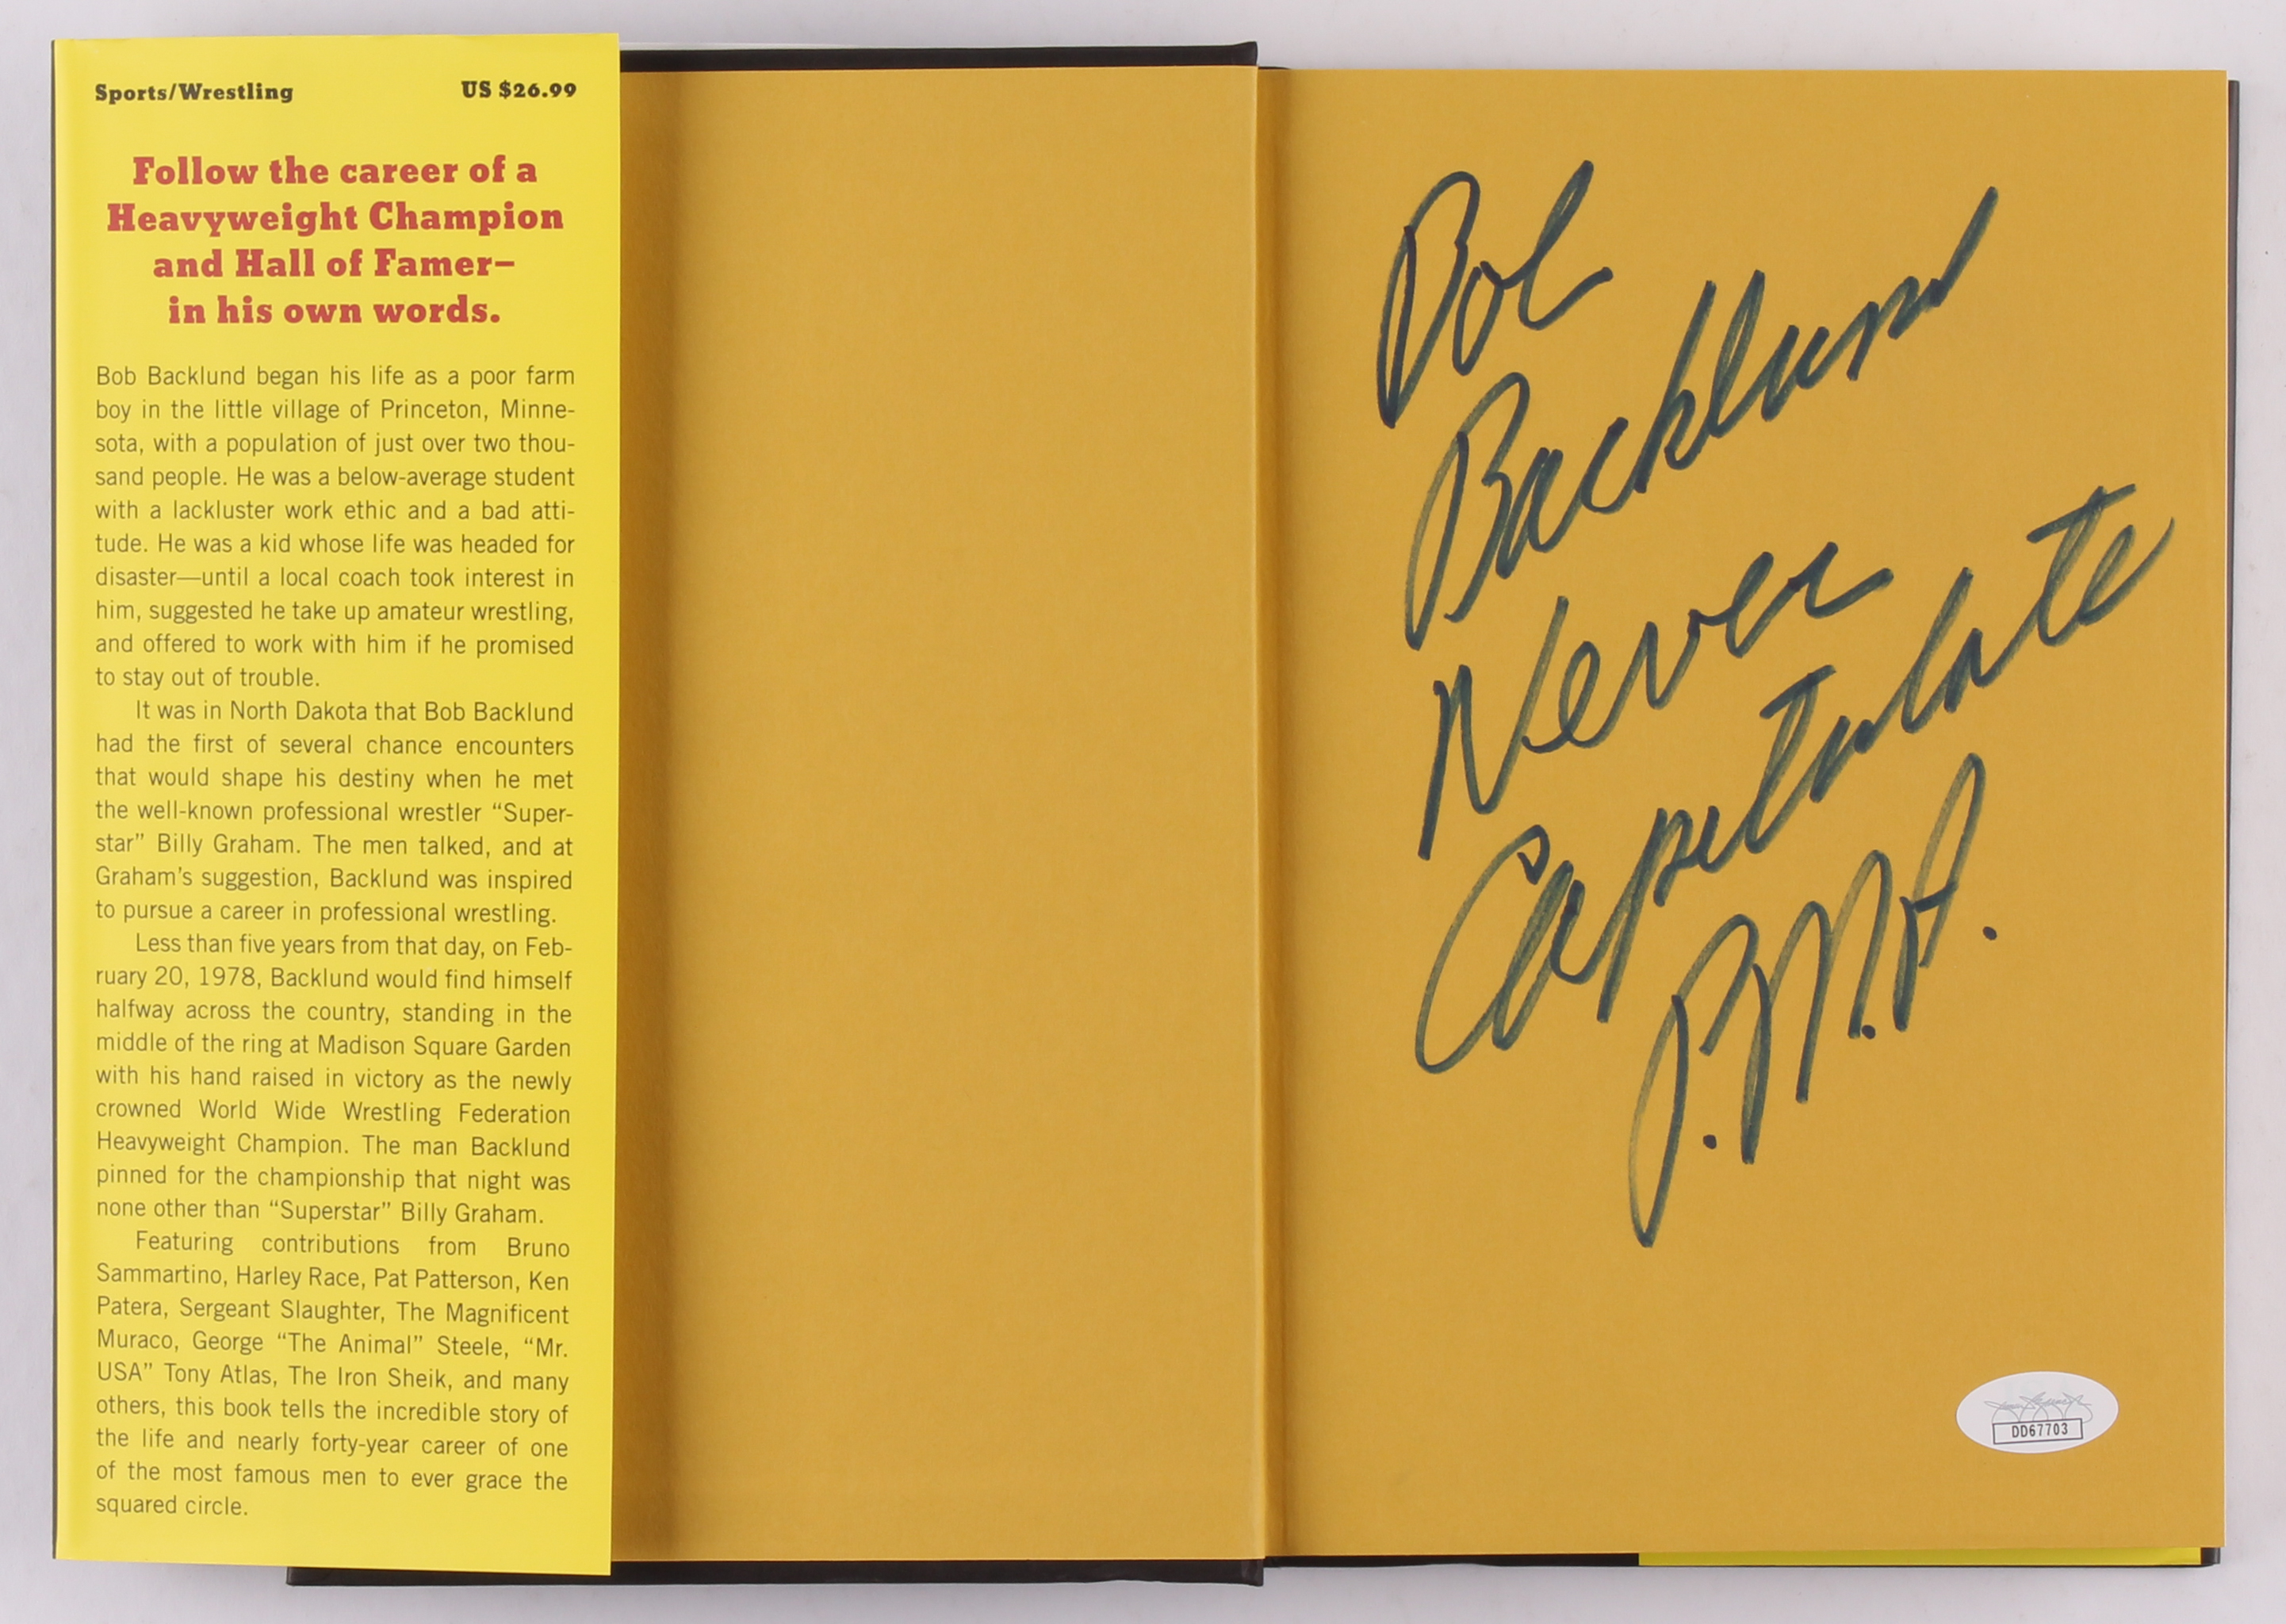 Sports/Wrestling US $26.99
Follow the career of a
Heavyweight Champion
and Hall of Famer—
in his own words.
Bob Backlund began his life as a poor farm
boy in the little village of Princeton, Minne-
sota, with a population of just over two thou-
sand people. He was a below-average student
with a lackluster work ethic and a bad atti-
tude. He was a kid whose life was headed for
disaster—until a local coach took interest in
him, suggested he take up amateur wrestling,
and offered to work with him if he promised
to stay out of trouble.
It was in North Dakota that Bob Backlund
had the first of several chance encounters
that would shape his destiny when he met
the well-known professional wrestler “Super-
star” Billy Graham. The men talked, and at
Graham’s suggestion, Backlund was inspired
to pursue a career in professional wrestling.
Less than five years from that day, on Feb-
ruary 20, 1978, Backlund would find himself
halfway across the country, standing in the
middle of the ring at Madison Square Garden
with his hand raised in victory as the newly
crowned World Wide Wrestling Federation
Heavyweight Champion. The man Backlund
pinned for the championship that night was
none other than “Superstar” Billy Graham.
Featuring contributions from Bruno
Sammartino, Harley Race, Pat Patterson, Ken
Patera, Sergeant Slaughter, The Magnificent
Muraco, George “The Animal” Steele, “Mr.
USA” Tony Atlas, The Iron Sheik, and many
others, this book tells the incredible story of
the life and nearly forty-year career of one
of the most famous men to ever grace the
squared circle.
Bob
Backlund
Never
Capitulate
P.M.A.
DD67703